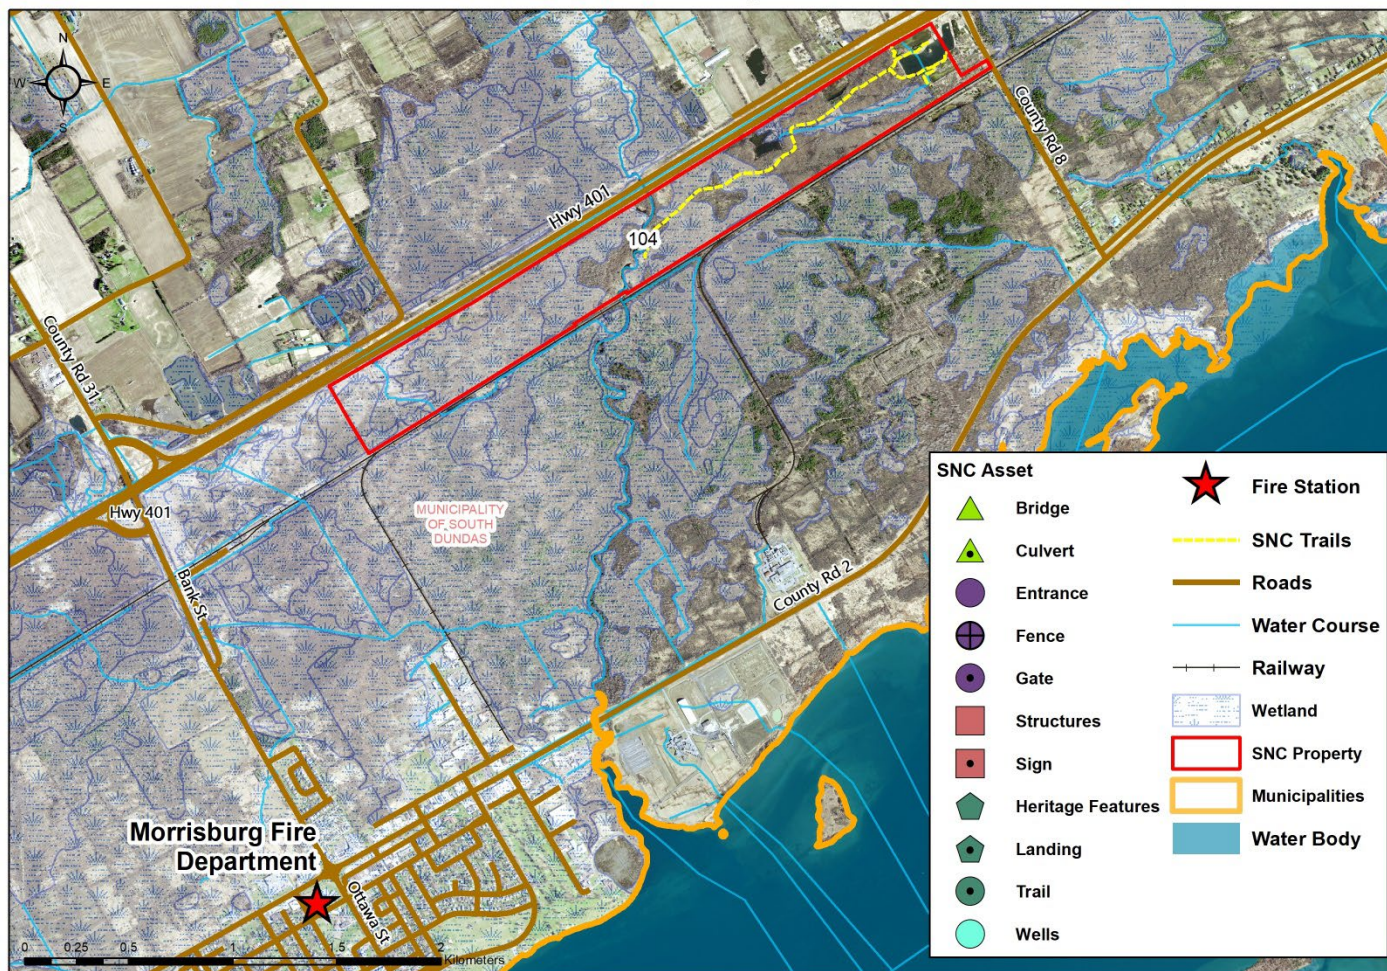 N
W
E
S
County Rd 8
Hwy 401
104
County Rd 31
Hwy 401
MUNICIPALITY
OF SOUTH
DUNDAS
Bank St
County Rd 2
Morrisburg Fire
Department
Ottawa St
0 0.25 0.5 1 1.5 2
Kilometers
SNC Asset
Bridge
Culvert
Entrance
Fence
Gate
Structures
Sign
Heritage Features
Landing
Trail
Wells
Fire Station
SNC Trails
Roads
Water Course
Railway
Wetland
SNC Property
Municipalities
Water Body